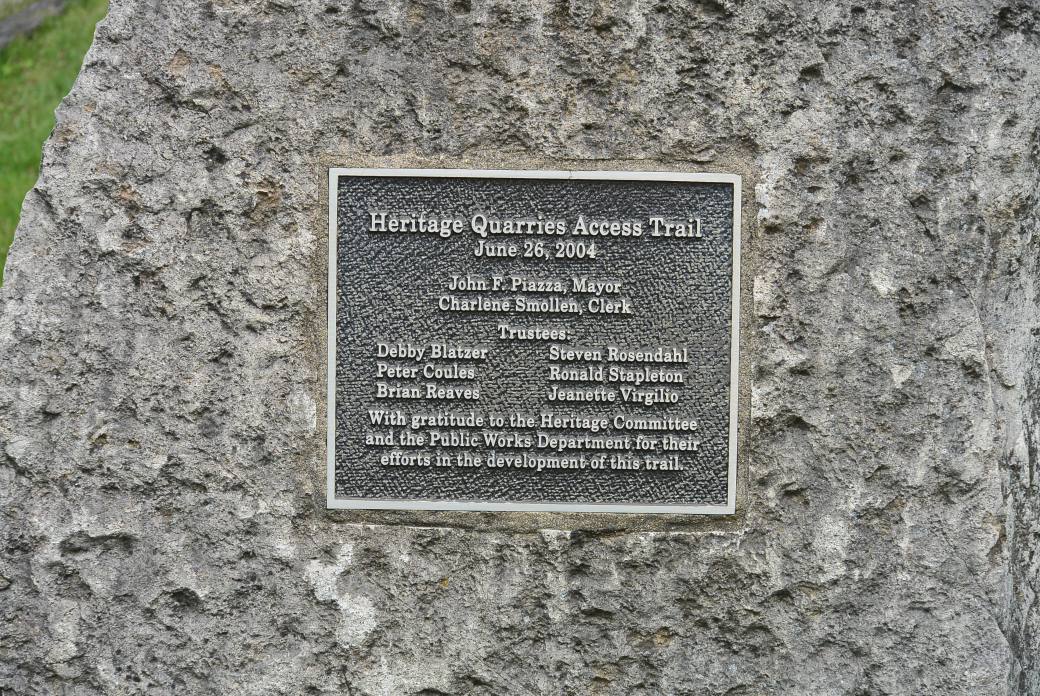 Heritage Quarries Access Trail
June 26, 2004
John F. Piazza, Mayor
Charlene Smollen, Clerk
Trustees:
Debby Blatzer Steven Rosendahl
Peter Coules Ronald Stapleton
Brian Reaves Jeanette Virgilio
With gratitude to the Heritage Committee
and the Public Works Department for their
efforts in the development of this trail.